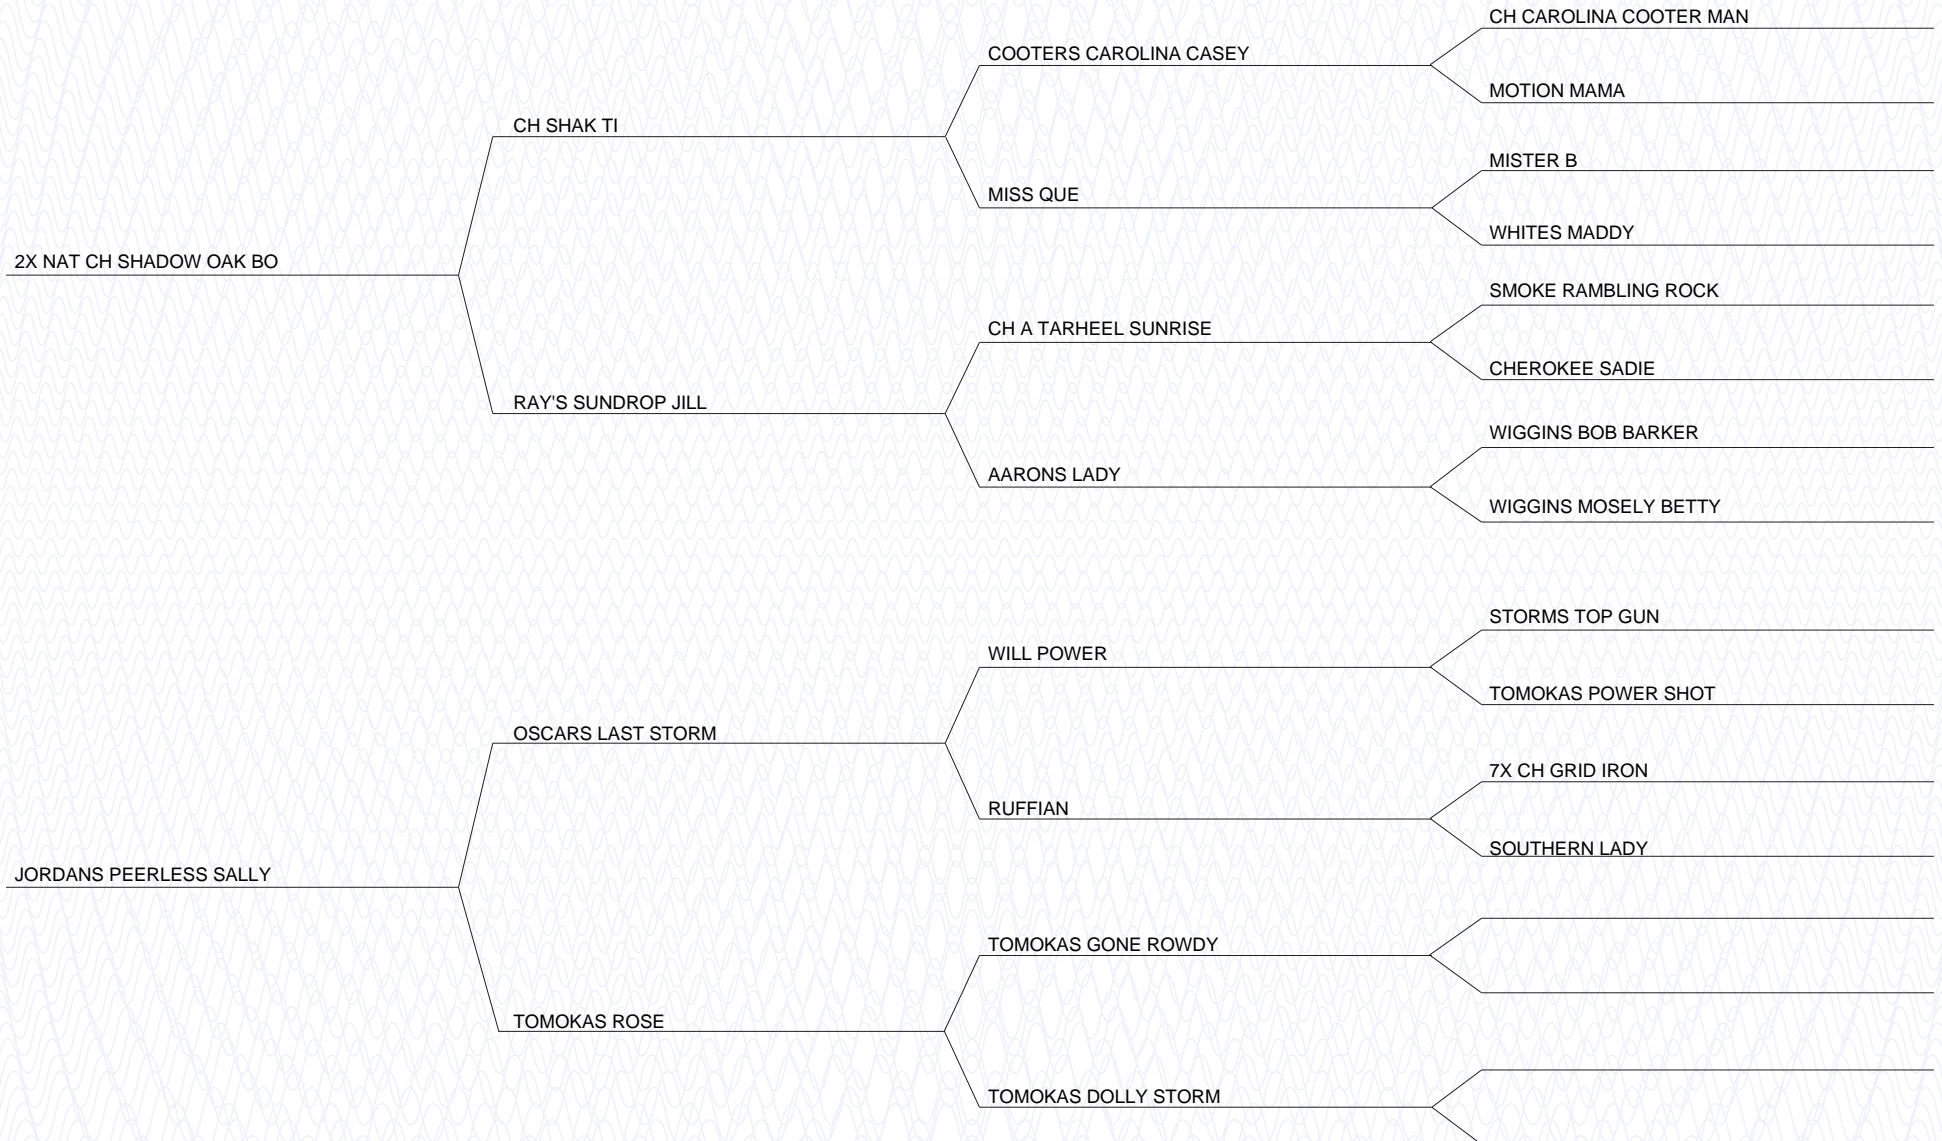 CH CAROLINA COOTER MAN
COOTERS CAROLINA CASEY
MOTION MAMA
CH SHAK TI
MISTER B
MISS QUE
WHITES MADDY
2X NAT CH SHADOW OAK BO
SMOKE RAMBLING ROCK
CH A TARHEEL SUNRISE
CHEROKEE SADIE
RAY'S SUNDROP JILL
WIGGINS BOB BARKER
AARONS LADY
WIGGINS MOSELY BETTY
STORMS TOP GUN
WILL POWER
TOMOKAS POWER SHOT
OSCARS LAST STORM
7X CH GRID IRON
RUFFIAN
SOUTHERN LADY
JORDANS PEERLESS SALLY
TOMOKAS GONE ROWDY
TOMOKAS ROSE
TOMOKAS DOLLY STORM